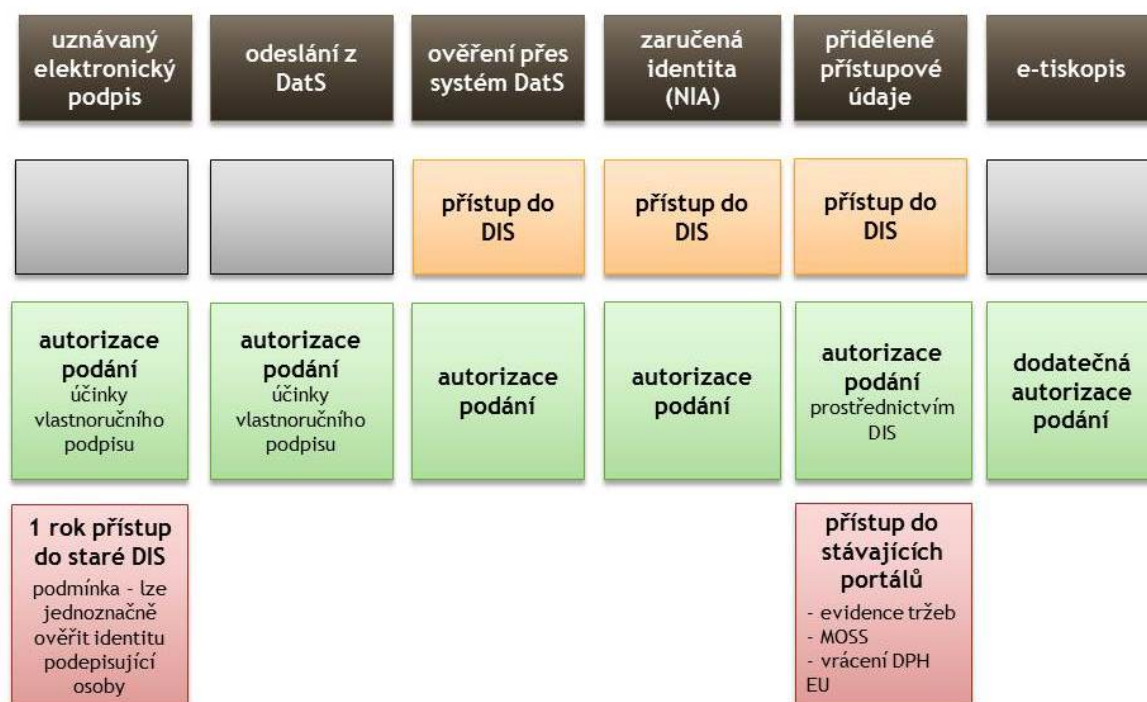 uznávaný
elektronický
podpis
odeslání z
DatS
ověření přes
systém DatS
zaručená
identita
(NIA)
přidělené
přístupové
údaje
e-tiskopis
přístup do
DIS
přístup do
DIS
přístup do
DIS
autorizace
podání
účinky
vlastnoručního
podpisu
autorizace
podání
účinky
vlastnoručního
podpisu
autorizace
podání
autorizace
podání
autorizace
podání
prostřednictvím
DIS
dodatečná
autorizace
podání
1 rok přístup
do staré DIS
podmínka - lze
jednoznačně
ověřit identitu
podepisující
osoby
přístup do
stávajících
portálů
- evidence tržeb
- MOSS
- vrácení DPH
EU